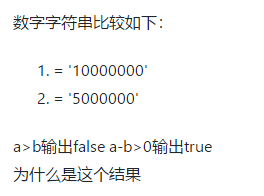 数字字符串比较如下：
1. = '10000000'
2. = '5000000'
a>b输出false a-b>0输出true
为什么是这个结果